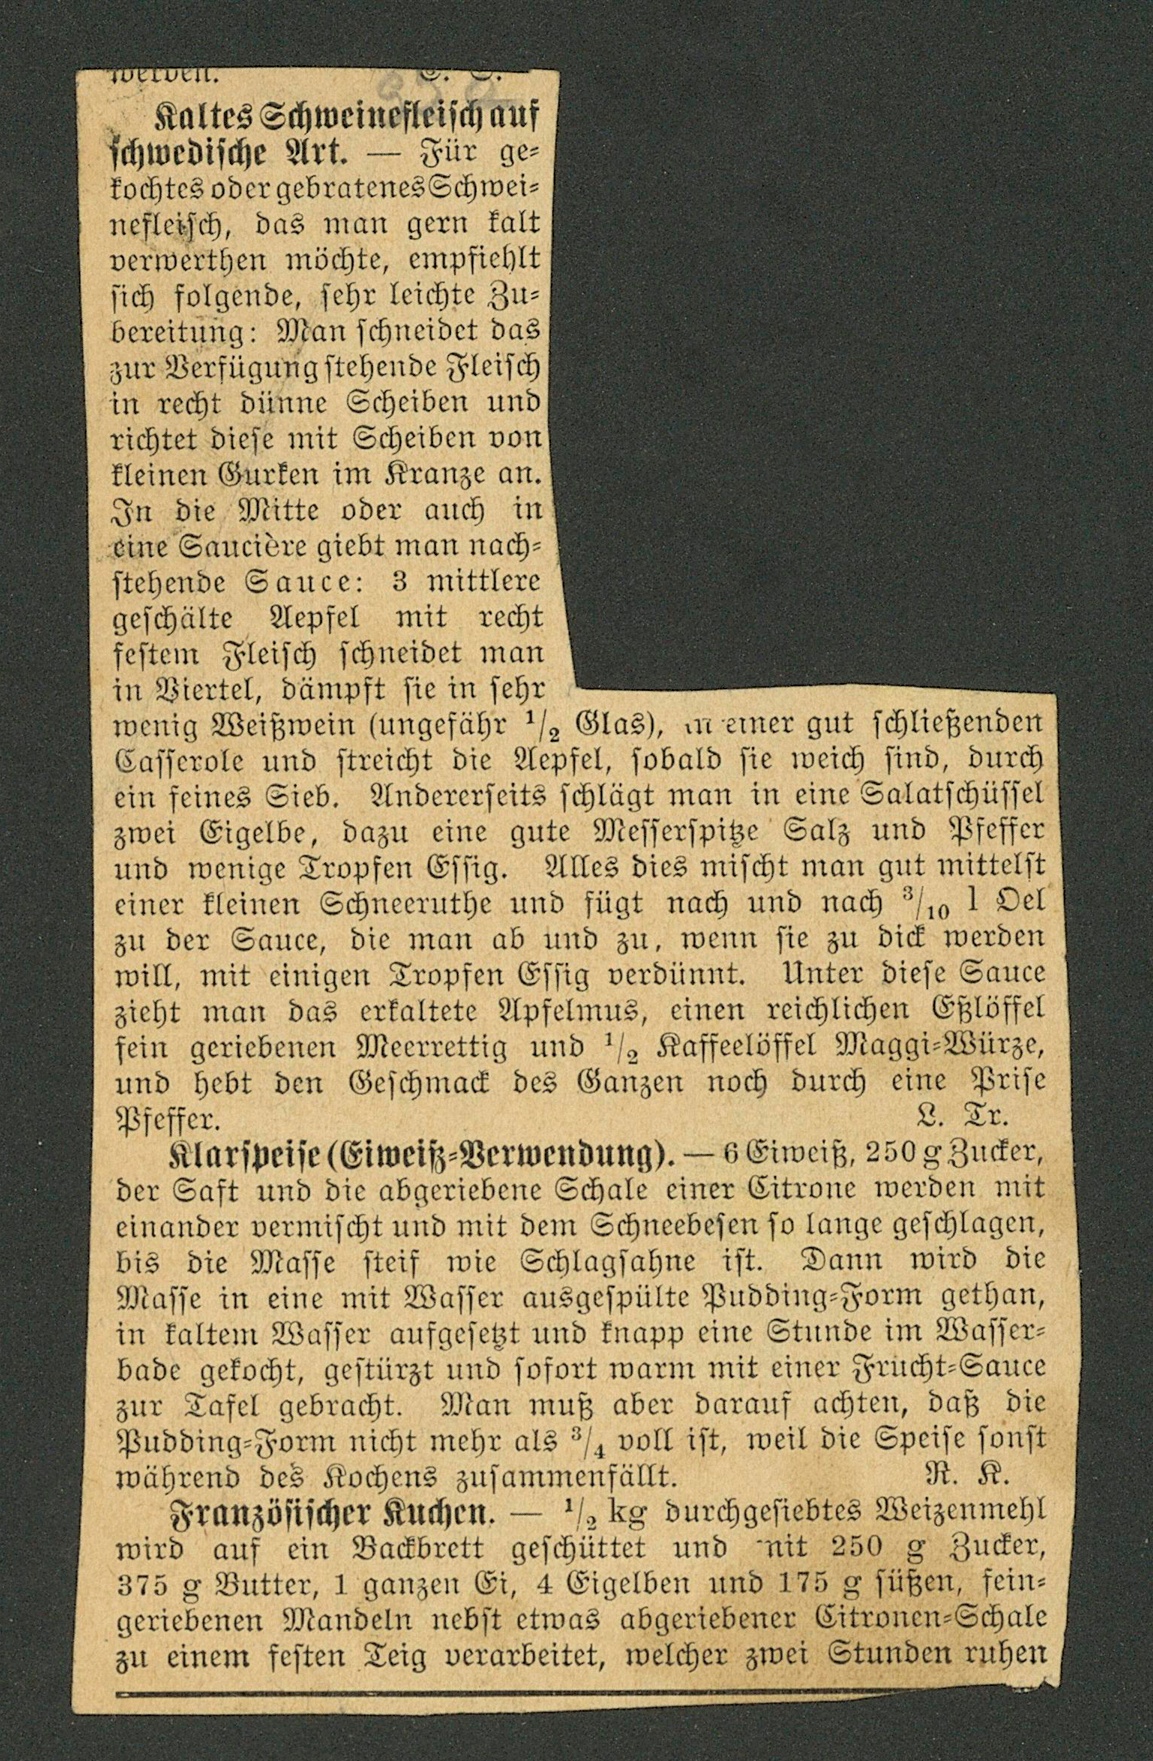 werden.
Kaltes Schweinefleisch auf
schwedische Art. — Für ge-
kochtes oder gebratenes Schwei-
nefleisch, das man gern kalt
verwerthen möchte, empfiehlt
sich folgende, sehr leichte Zu-
bereitung: Man schneidet das
zur Verfügung stehende Fleisch
in recht dünne Scheiben und
richtet diese mit Scheiben von
kleinen Gurken im Kranze an.
In die Mitte oder auch in
eine Saucière giebt man nach-
stehende Sauce: 3 mittlere
geschälte Aepfel mit recht
festem Fleisch schneidet man
in Viertel, dämpft sie in sehr
wenig Weißwein (ungefähr 1/2 Glas), in einer gut schließenden
Casserole und streicht die Aepfel, sobald sie weich sind, durch
ein feines Sieb. Andererseits schlägt man in eine Salatschüssel
zwei Eigelbe, dazu eine gute Messerspitze Salz und Pfeffer
und wenige Tropfen Essig. Alles dies mischt man gut mittelst
einer kleinen Schneeruthe und fügt nach und nach 3/10 l Oel
zu der Sauce, die man ab und zu, wenn sie zu dick werden
will, mit einigen Tropfen Essig verdünnt. Unter diese Sauce
zieht man das erkaltete Apfelmus, einen reichlichen Eßlöffel
fein geriebenen Meerrettig und 1/2 Kaffeelöffel Maggi-Würze,
und hebt den Geschmack des Ganzen noch durch eine Prise
Pfeffer. L. Tr.
Klarspeise (Eiweiß-Verwendung). — 6 Eiweiß, 250 g Zucker,
der Saft und die abgeriebene Schale einer Citrone werden mit
einander vermischt und mit dem Schneebesen so lange geschlagen,
bis die Masse steif wie Schlagsahne ist. Dann wird die
Masse in eine mit Wasser ausgespülte Pudding-Form gethan,
in kaltem Wasser aufgesetzt und knapp eine Stunde im Wasser-
bade gekocht, gestürzt und sofort warm mit einer Frucht-Sauce
zur Tafel gebracht. Man muß aber darauf achten, daß die
Pudding-Form nicht mehr als 3/4 voll ist, weil die Speise sonst
während des Kochens zusammenfällt. R. K.
Französischer Kuchen. — 1/2 kg durchgesiebtes Weizenmehl
wird auf ein Backbrett geschüttet und mit 250 g Zucker,
375 g Butter, 1 ganzen Ei, 4 Eigelben und 175 g süßen, fein-
geriebenen Mandeln nebst etwas abgeriebener Citronen-Schale
zu einem festen Teig verarbeitet, welcher zwei Stunden ruhen